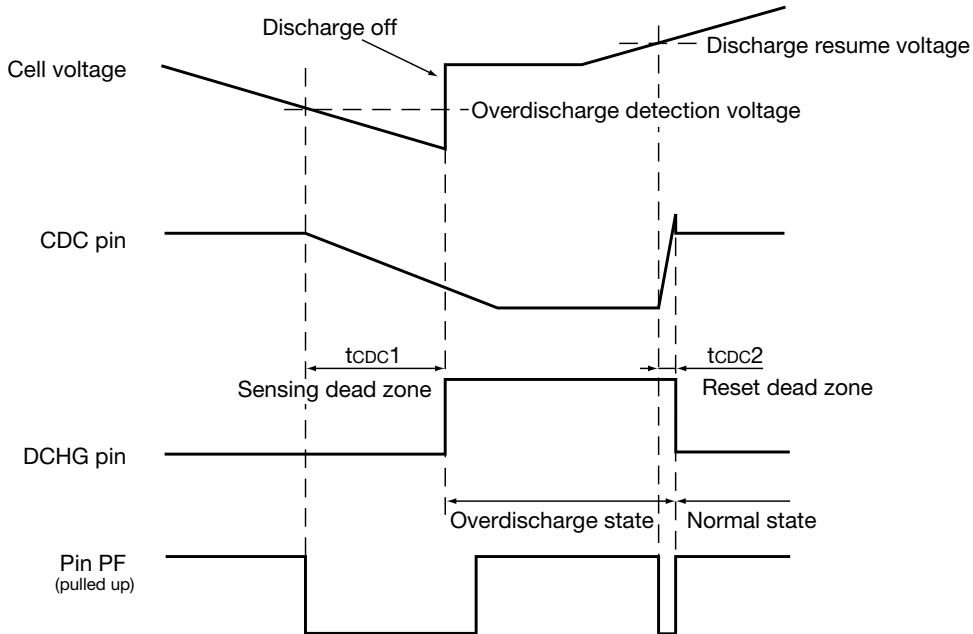 Discharge off
Discharge resume voltage
Cell voltage
Overdischarge detection voltage
CDC pin
tCDC1
tCDC2
Sensing dead zone
Reset dead zone
DCHG pin
Overdischarge state
Normal state
Pin PF
(pulled up)